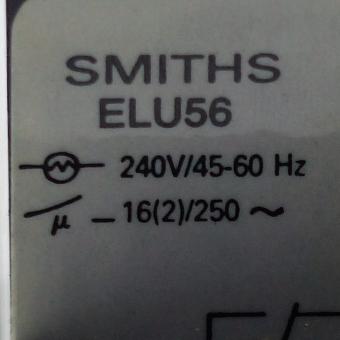 SMITHS
ELU56
240V/45-60 Hz
μ – 16(2)/250 ~